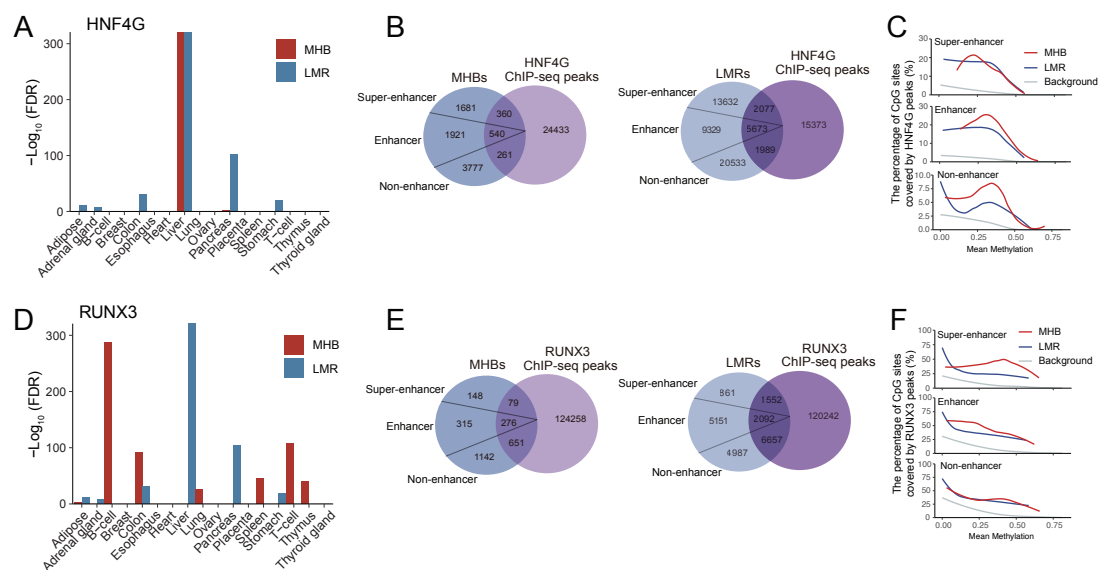 A
HNF4G
−Log10 (FDR)
300
200
100
0
MHB
LMR
Adipose
Adrenal gland
B-cell
Breast
Colon
Esophagus
Heart
Liver
Lung
Ovary
Pancreas
Placenta
Spleen
Stomach
T-cell
Thymus
Thyroid gland
B
MHBs
HNF4G
ChIP-seq peaks
Super-enhancer
Enhancer
Non-enhancer
1681
360
1921
540
24433
261
3777
LMRs
HNF4G
ChIP-seq peaks
Super-enhancer
Enhancer
Non-enhancer
13632
2077
9329
5673
15373
1989
20533
C
The percentage of CpG sites
covered by HNF4G peaks (%)
Super-enhancer
30
20
10
0
MHB
LMR
Background
Enhancer
30
20
10
0
Non-enhancer
10.0
7.5
5.0
2.5
0.0
0.00 0.25 0.50 0.75
Mean Methylation
D
RUNX3
−Log10 (FDR)
300
200
100
0
MHB
LMR
Adipose
Adrenal gland
B-cell
Breast
Colon
Esophagus
Heart
Liver
Lung
Ovary
Pancreas
Placenta
Spleen
Stomach
T-cell
Thymus
Thyroid gland
E
MHBs
RUNX3
ChIP-seq peaks
Super-enhancer
Enhancer
Non-enhancer
148
79
315
276
124258
651
1142
LMRs
RUNX3
ChIP-seq peaks
Super-enhancer
Enhancer
Non-enhancer
861
1552
5151
2092
120242
6657
4987
F
The percentage of CpG sites
covered by RUNX3 peaks (%)
Super-enhancer
100
75
50
25
0
MHB
LMR
Background
Enhancer
100
75
50
25
0
Non-enhancer
100
75
50
25
0
0.00 0.25 0.50 0.75
Mean Methylation